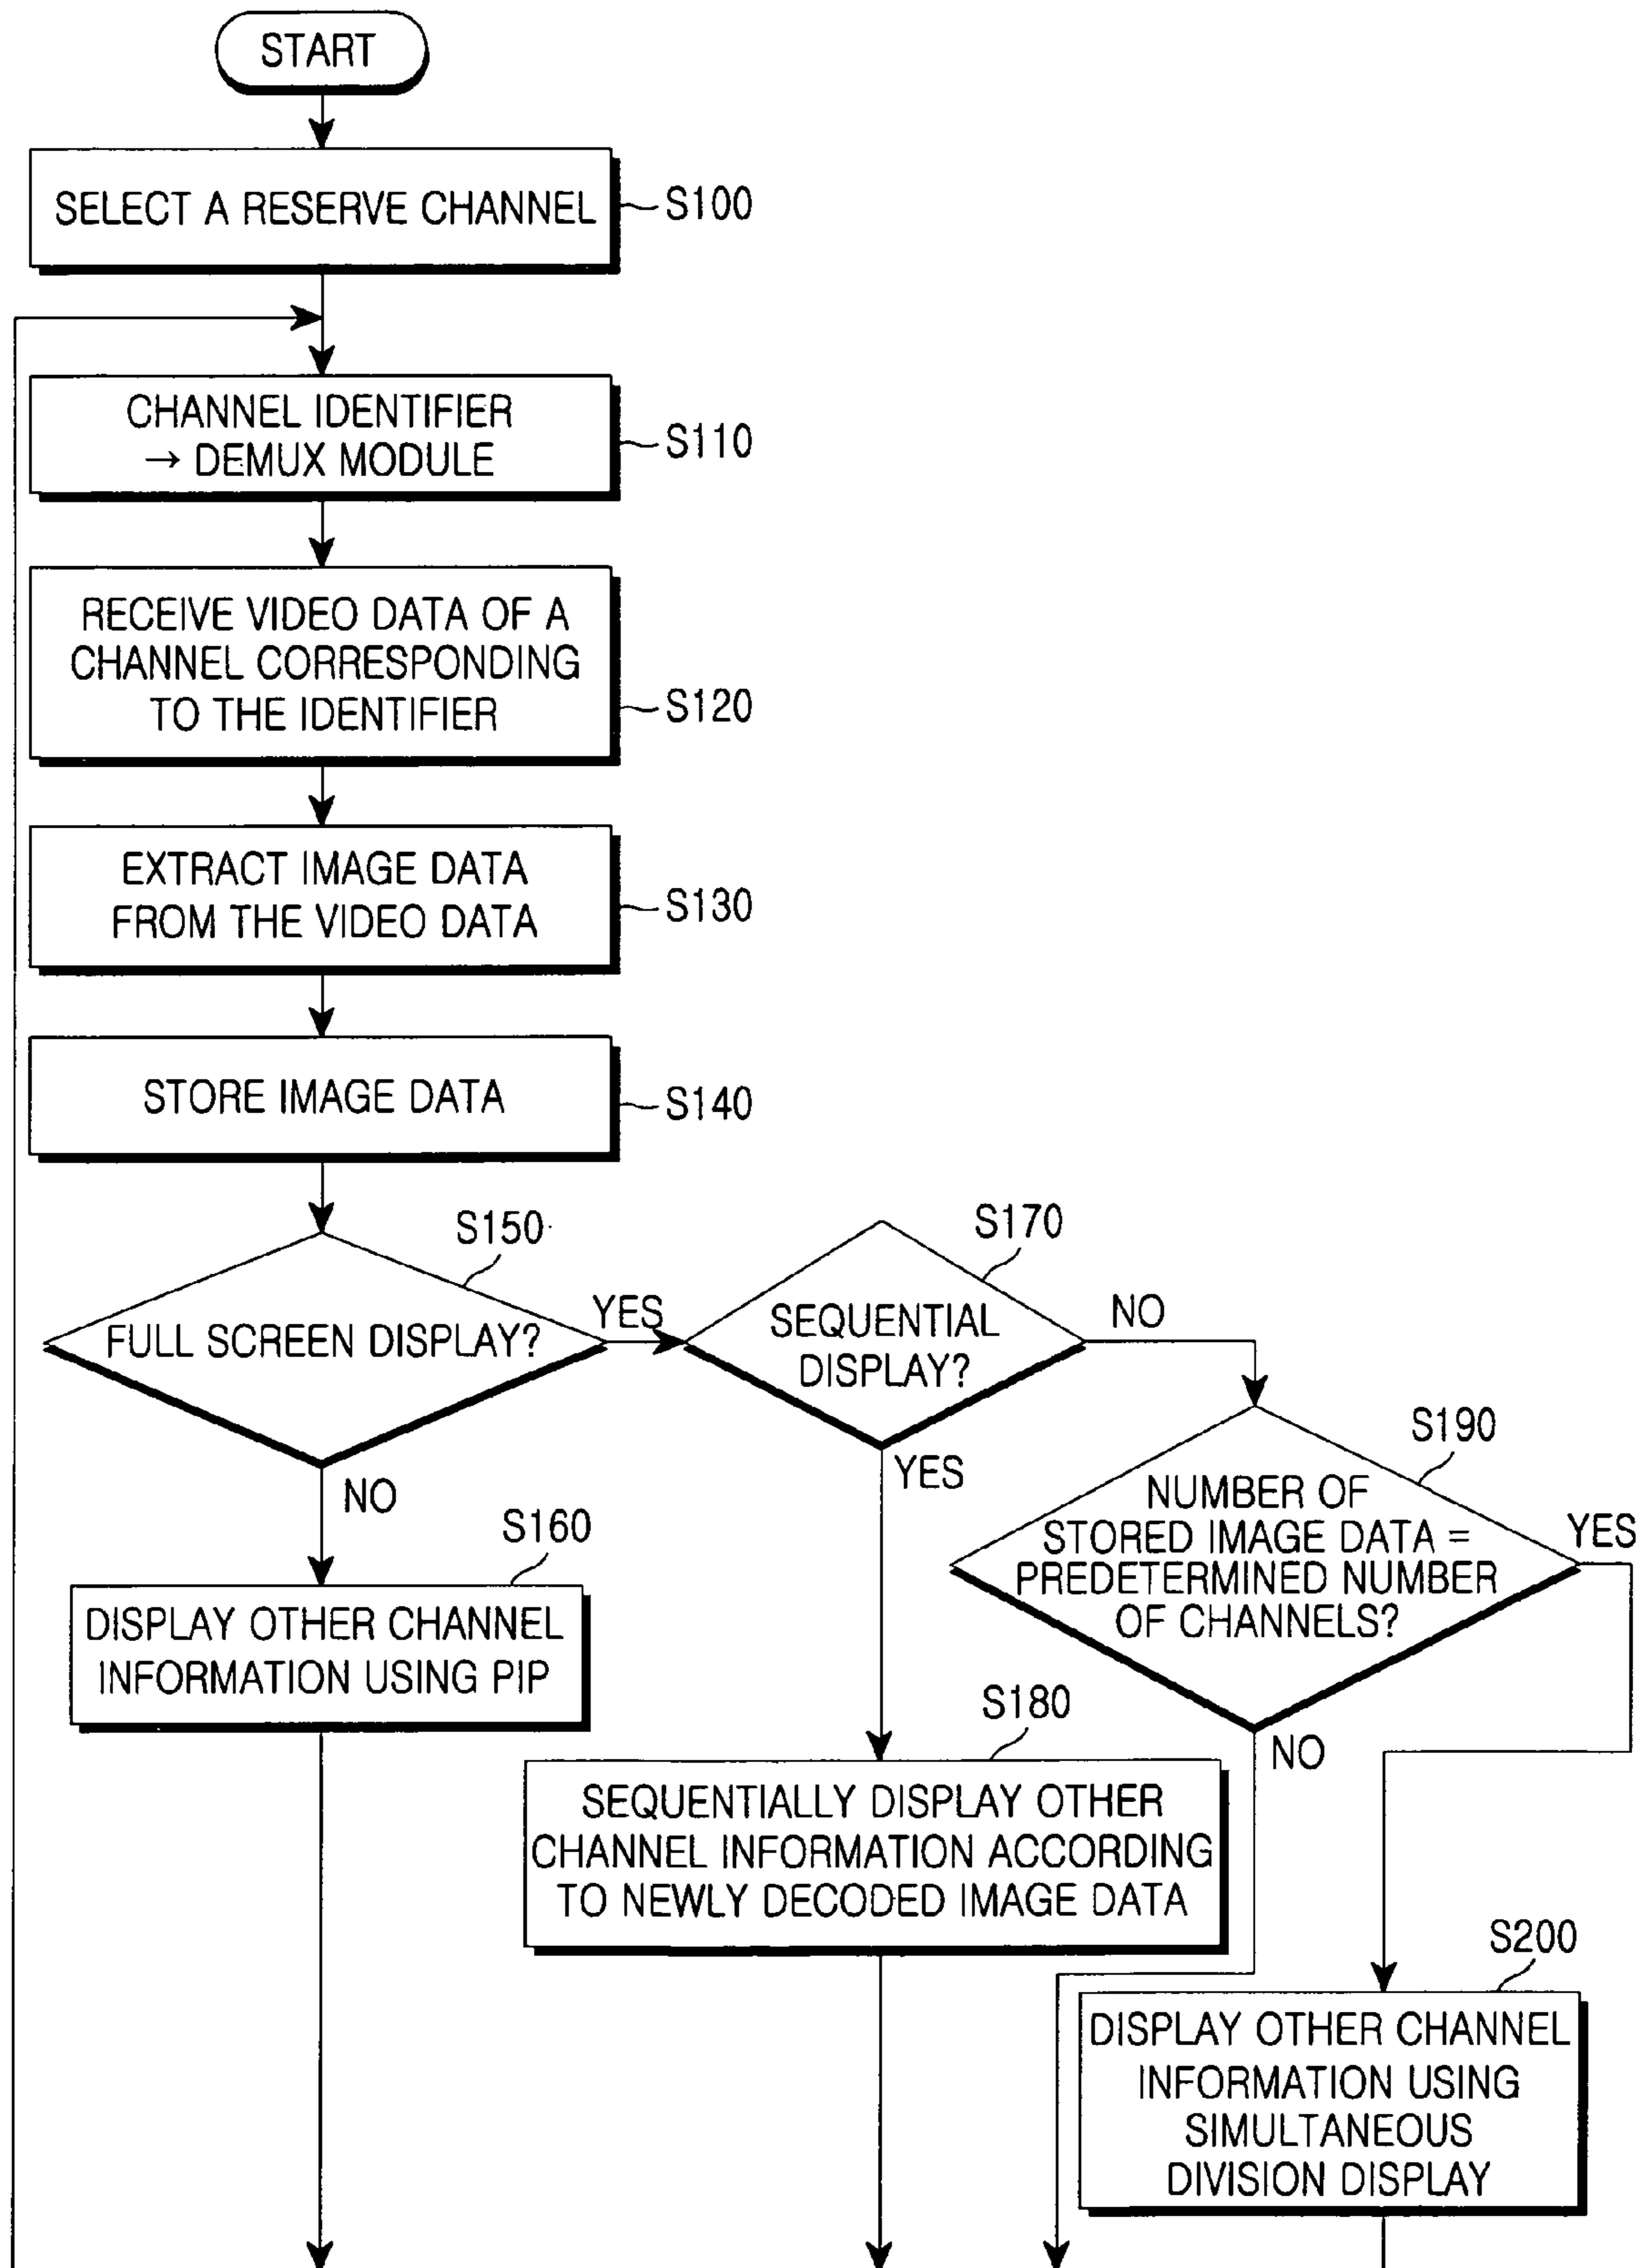 START
SELECT A RESERVE CHANNEL
S100
CHANNEL IDENTIFIER
→ DEMUX MODULE
S110
RECEIVE VIDEO DATA OF A
CHANNEL CORRESPONDING
TO THE IDENTIFIER
S120
EXTRACT IMAGE DATA
FROM THE VIDEO DATA
S130
STORE IMAGE DATA
S140
S150
FULL SCREEN DISPLAY?
YES
NO
S160
DISPLAY OTHER CHANNEL
INFORMATION USING PIP
S170
SEQUENTIAL
DISPLAY?
NO
YES
S180
SEQUENTIALLY DISPLAY OTHER
CHANNEL INFORMATION ACCORDING
TO NEWLY DECODED IMAGE DATA
S190
NUMBER OF
STORED IMAGE DATA =
PREDETERMINED NUMBER
OF CHANNELS?
YES
NO
S200
DISPLAY OTHER CHANNEL
INFORMATION USING
SIMULTANEOUS
DIVISION DISPLAY